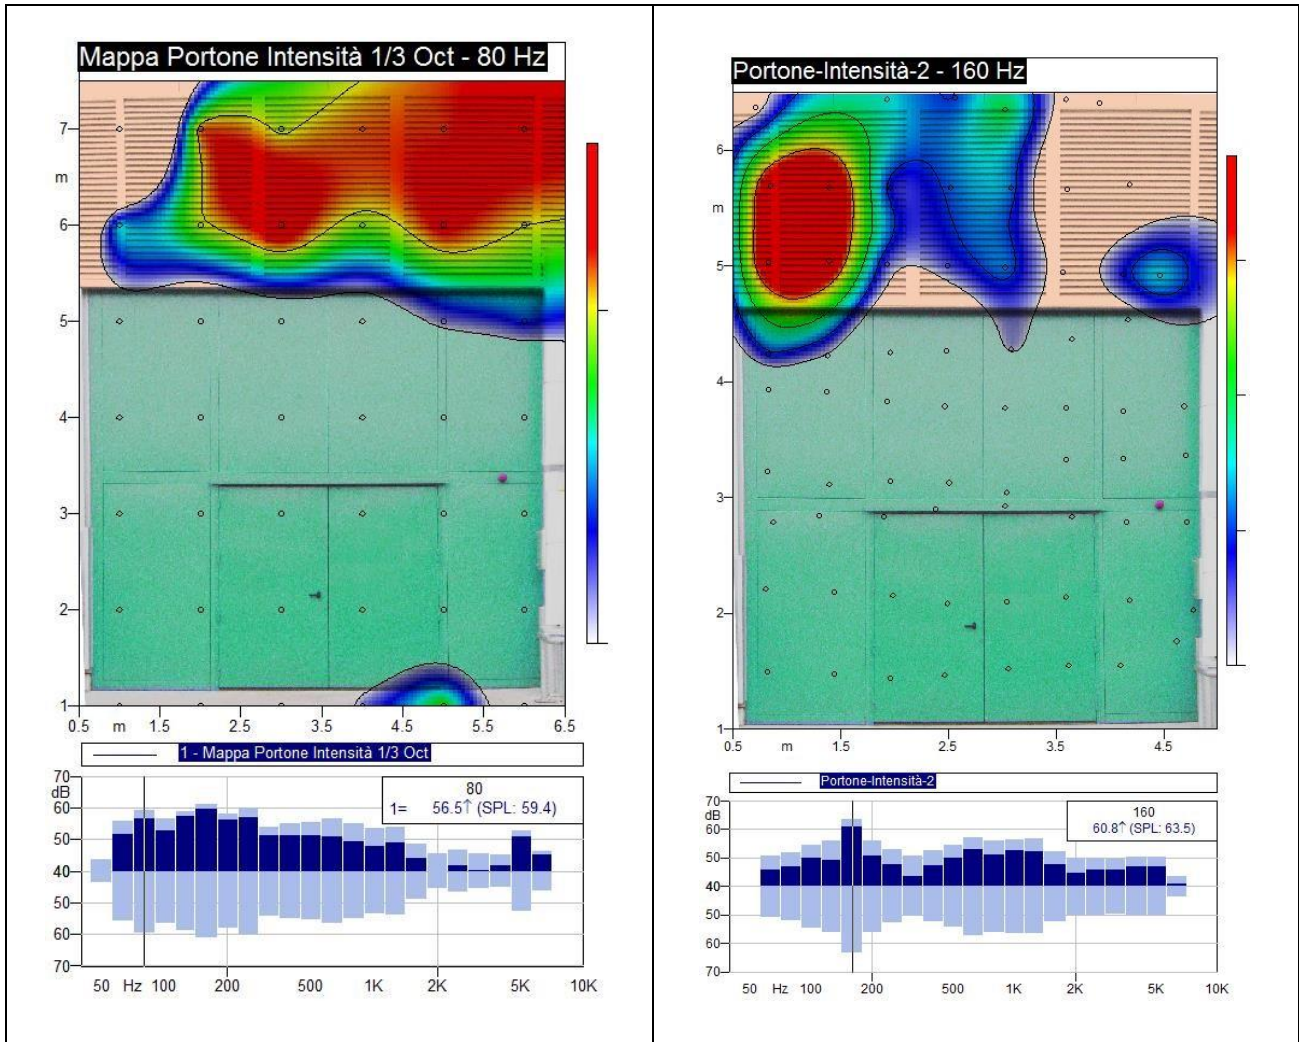 Mappa Portone Intensità 1/3 Oct - 80 Hz
7
m
6
5
4
3
2
1
0.5 m 1.5 2.5 3.5 4.5 5.5 6.5
1 - Mappa Portone Intensità 1/3 Oct
70
dB
60
50
40
50
60
70
80
1= 56.5↑ (SPL: 59.4)
50 Hz 100 200 500 1K 2K 5K 10K
Portone-Intensità-2 - 160 Hz
6
m
5
4
3
2
1
0.5 m 1.5 2.5 3.5 4.5
Portone-Intensità-2
70
dB
60
50
40
50
60
70
160
60.8↑ (SPL: 63.5)
50 Hz 100 200 500 1K 2K 5K 10K